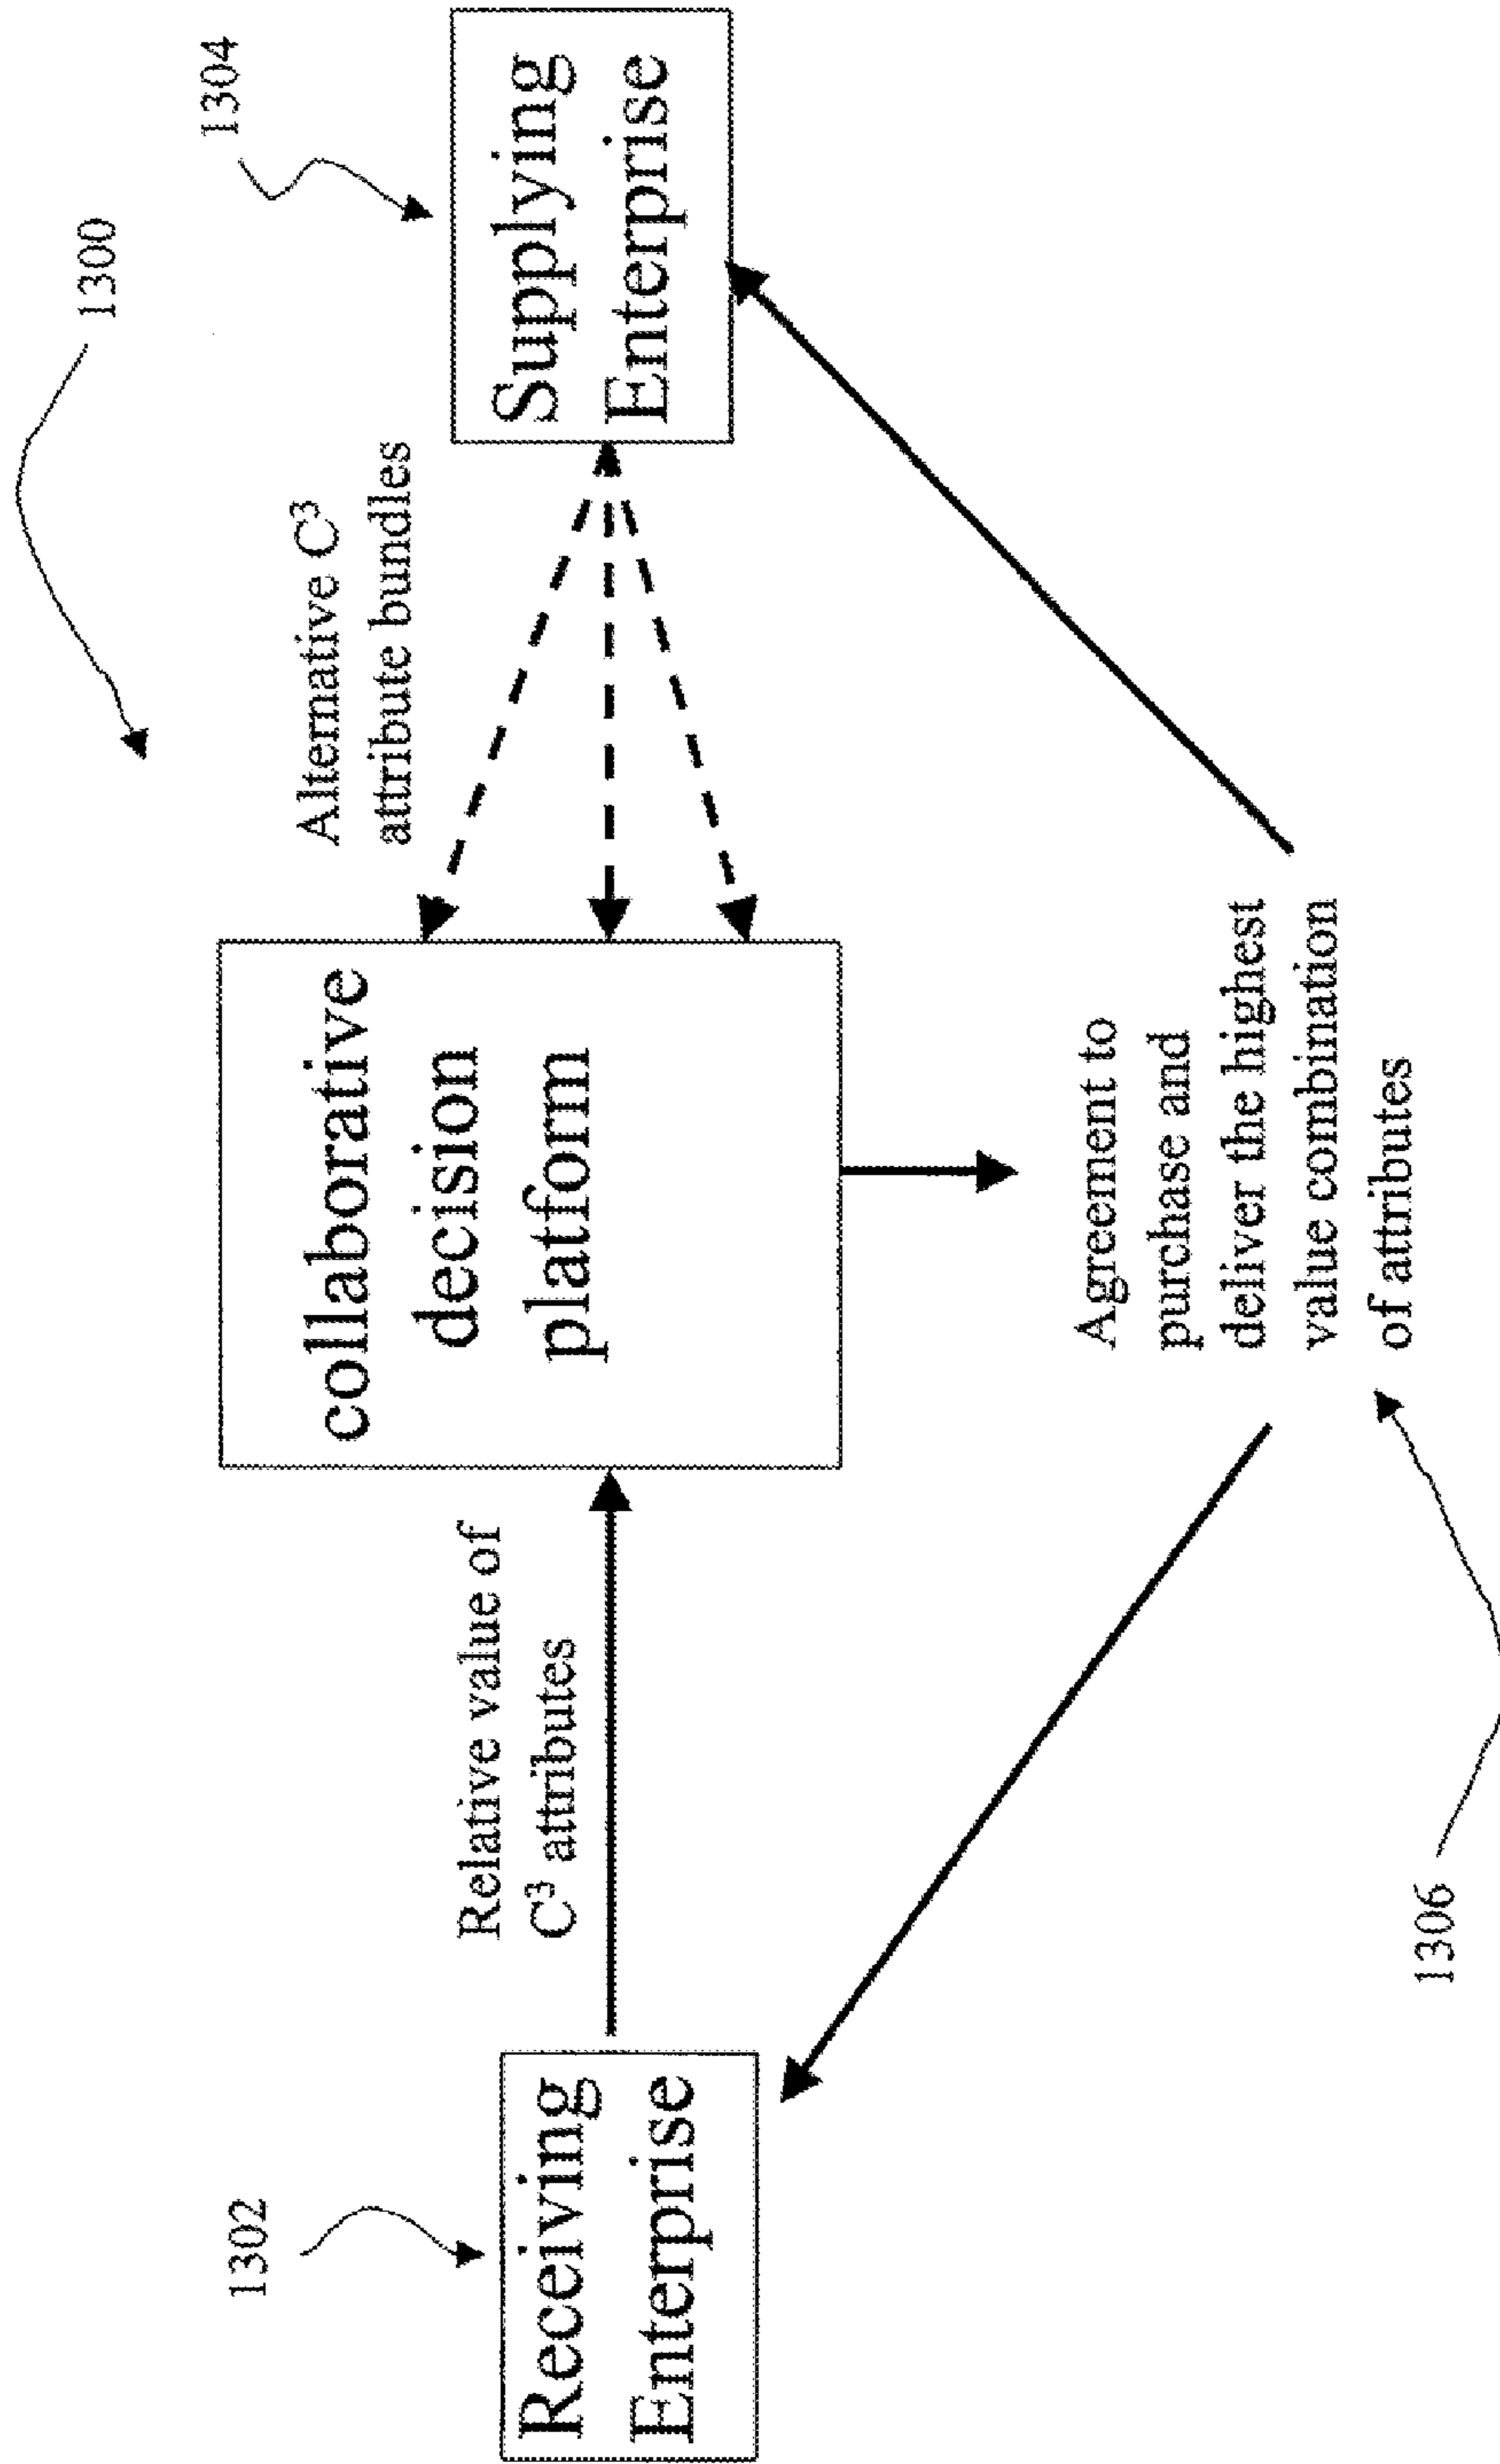 1300
1304
1302
Alternative C³
attribute bundles
collaborative
decision
platform
Supplying
Enterprise
Relative value of
C³ attributes
Receiving
Enterprise
Agreement to
purchase and
deliver the highest
value combination
of attributes
1306